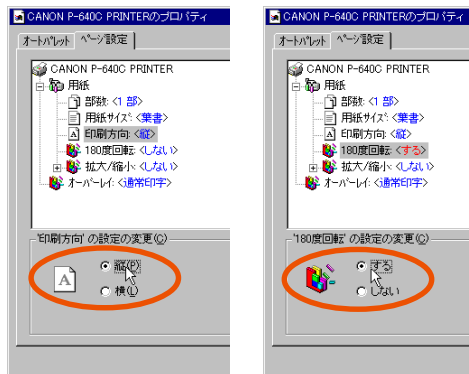 CANON P-640C PRINTERのプロパティ
オートパレット ページ設定
CANON P-640C PRINTER
用紙
部数: <1 部>
用紙サイズ: <葉書>
印刷方向: <縦>
180度回転: <しない>
拡大/縮小: <しない>
オーバーレイ: <通常印字>
'印刷方向' の設定の変更(C)
A
縦(P)
横(L)
CANON P-640C PRINTERのプロパティ
オートパレット ページ設定
CANON P-640C PRINTER
用紙
部数: <1 部>
用紙サイズ: <葉書>
印刷方向: <縦>
180度回転: <する>
拡大/縮小: <しない>
オーバーレイ: <通常印字>
'180度回転' の設定の変更(C)
する
しない